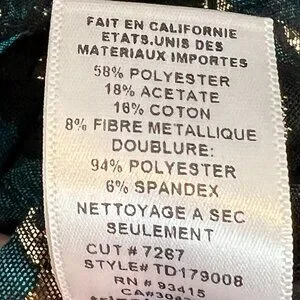 FAIT EN CALIFORNIE
ETATS.UNIS DES
MATERIAUX IMPORTES
58% POLYESTER
18% ACETATE
16% COTON
8% FIBRE METALLIQUE
DOUBLURE:
94% POLYESTER
6% SPANDEX
NETTOYAGE A SEC
SEULEMENT
CUT # 7287
STYLE# TD179008
RN # 93415